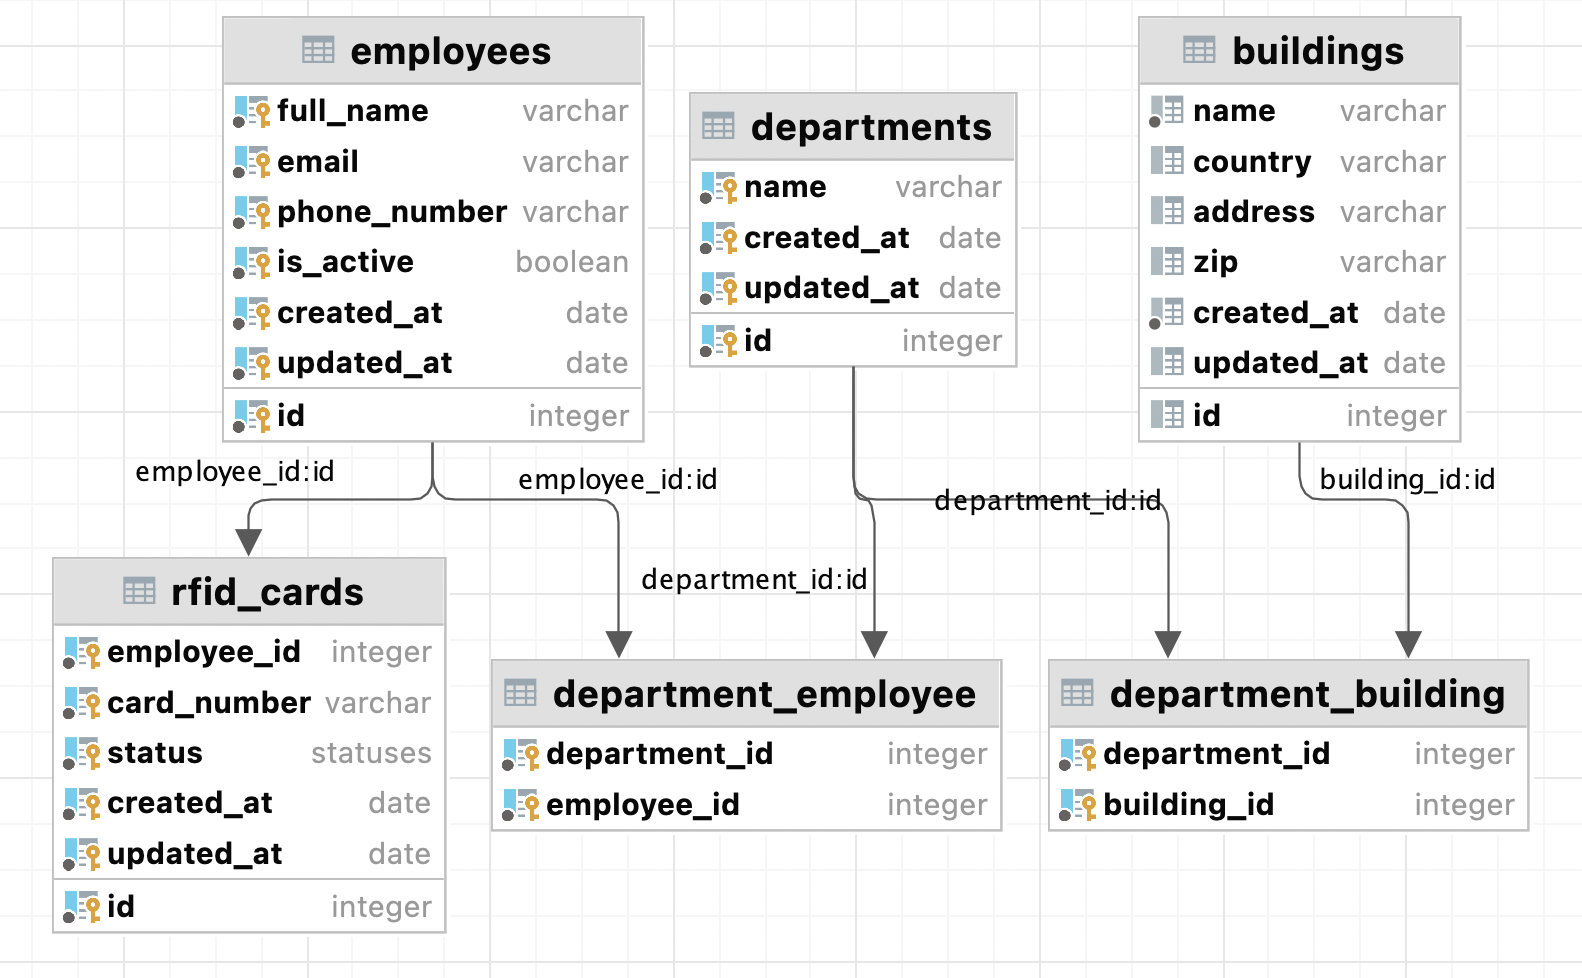 employees
full_name varchar
email varchar
phone_number varchar
is_active boolean
created_at date
updated_at date
id integer
departments
name varchar
created_at date
updated_at date
id integer
buildings
name varchar
country varchar
address varchar
zip varchar
created_at date
updated_at date
id integer
employee_id:id
employee_id:id
department_id:id
department_id:id
building_id:id
rfid_cards
employee_id integer
card_number varchar
status statuses
created_at date
updated_at date
id integer
department_employee
department_id integer
employee_id integer
department_building
department_id integer
building_id integer